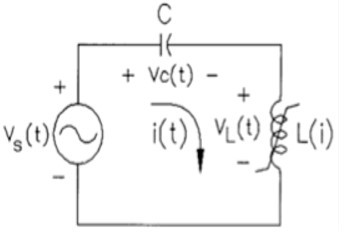 C
+ Vc(t) -
+
+
Vs(t)
i(t)
VL(t)
L(i)
-
-